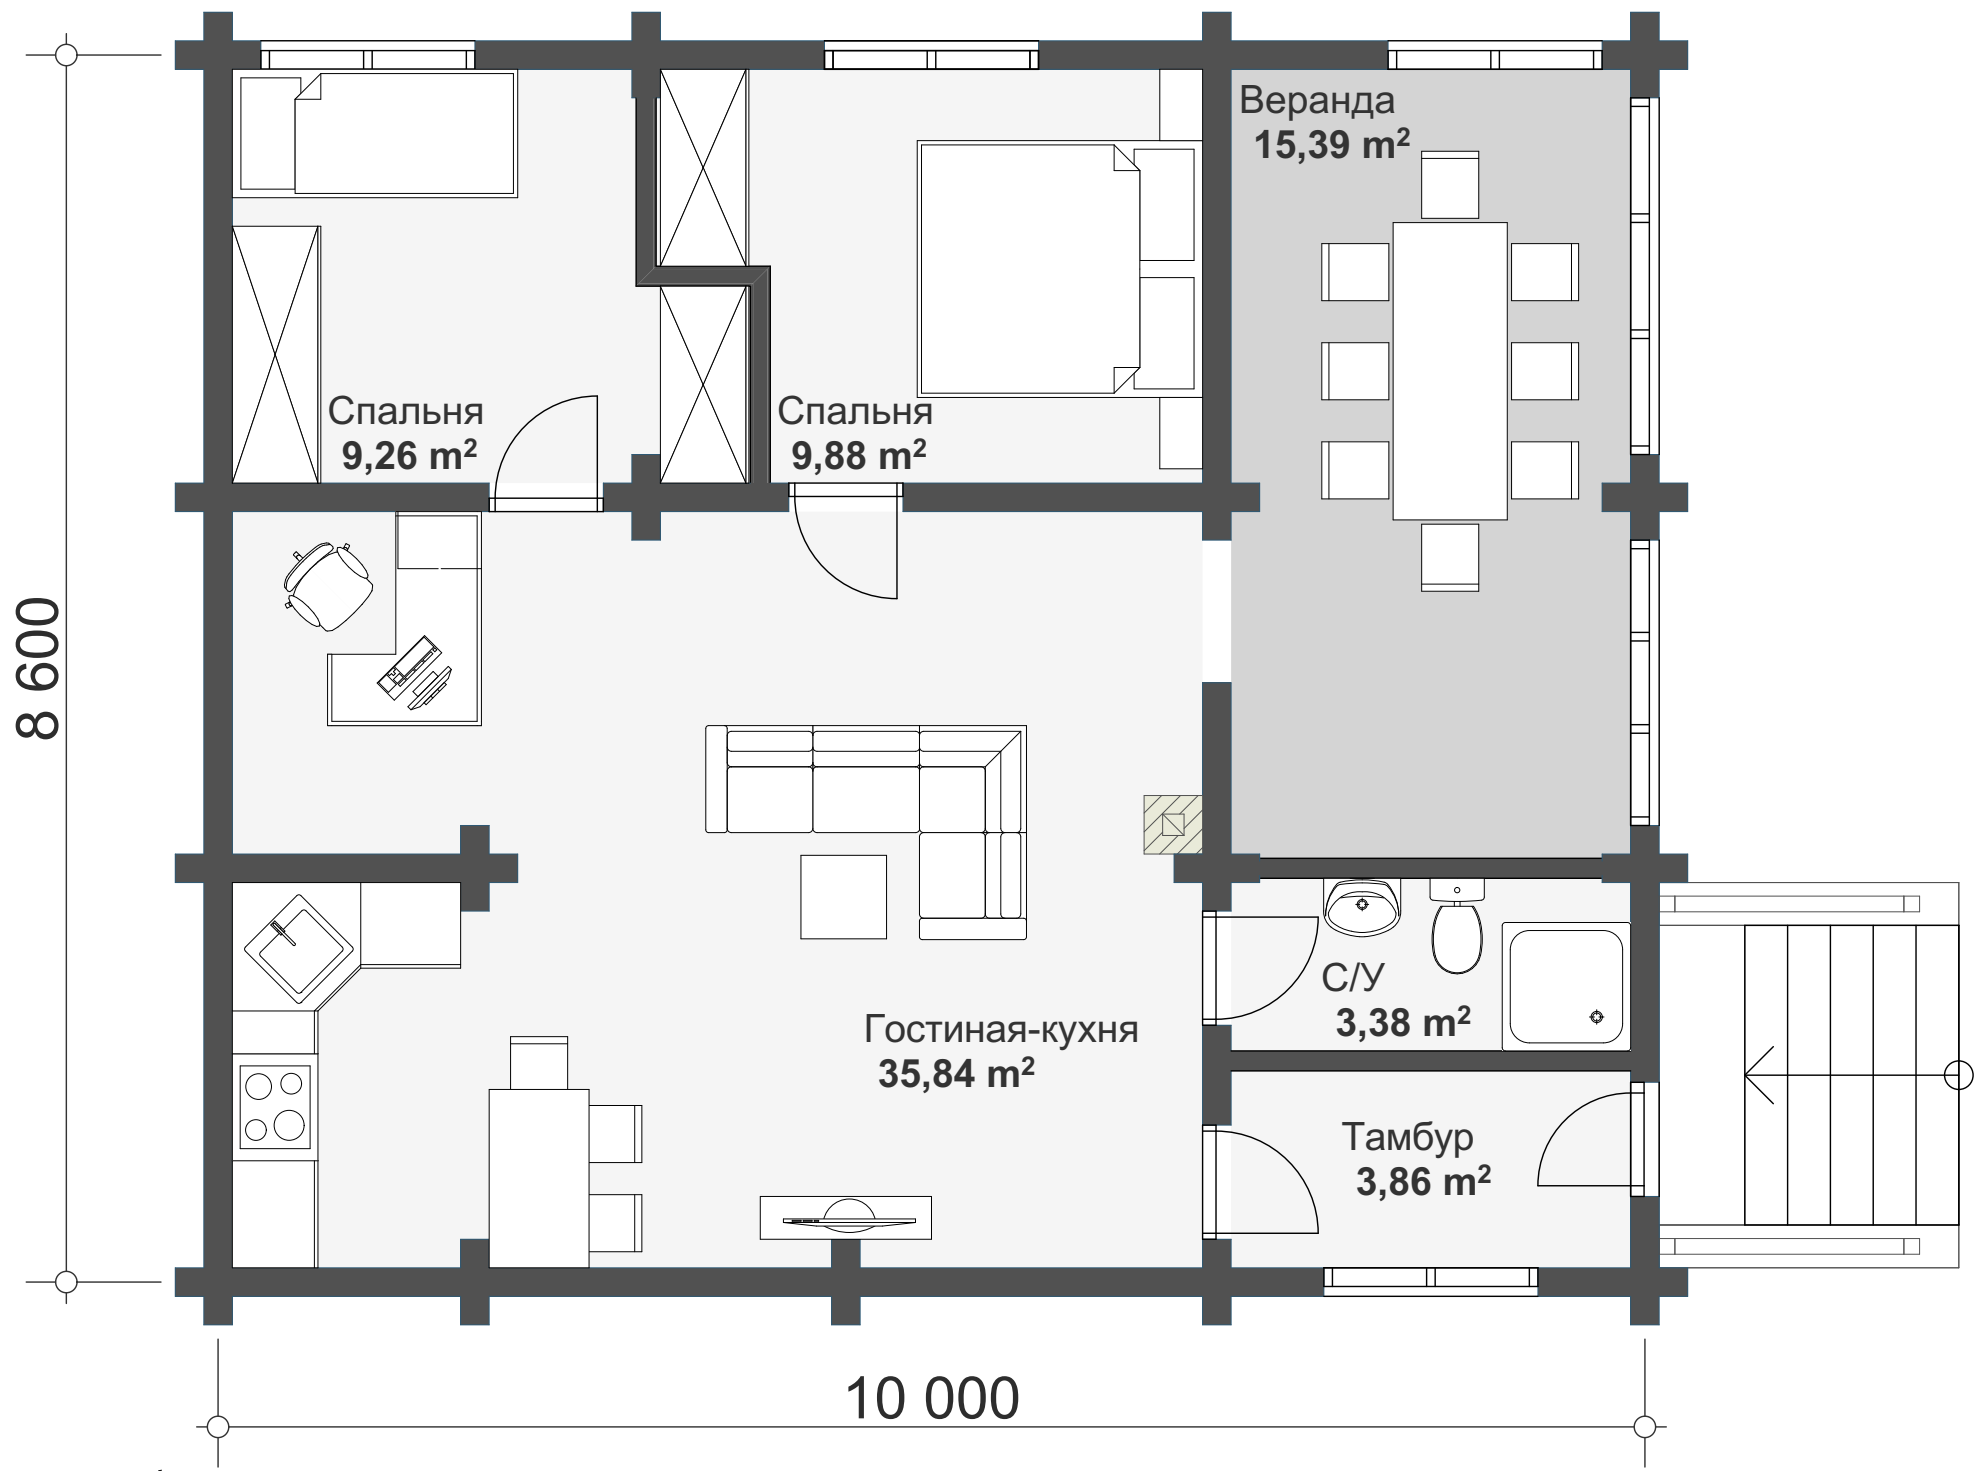 Веранда
15,39 m²
Спальня
9,26 m²
Спальня
9,88 m²
8 600
С/У
3,38 m²
Гостиная-кухня
35,84 m²
Тамбур
3,86 m²
10 000